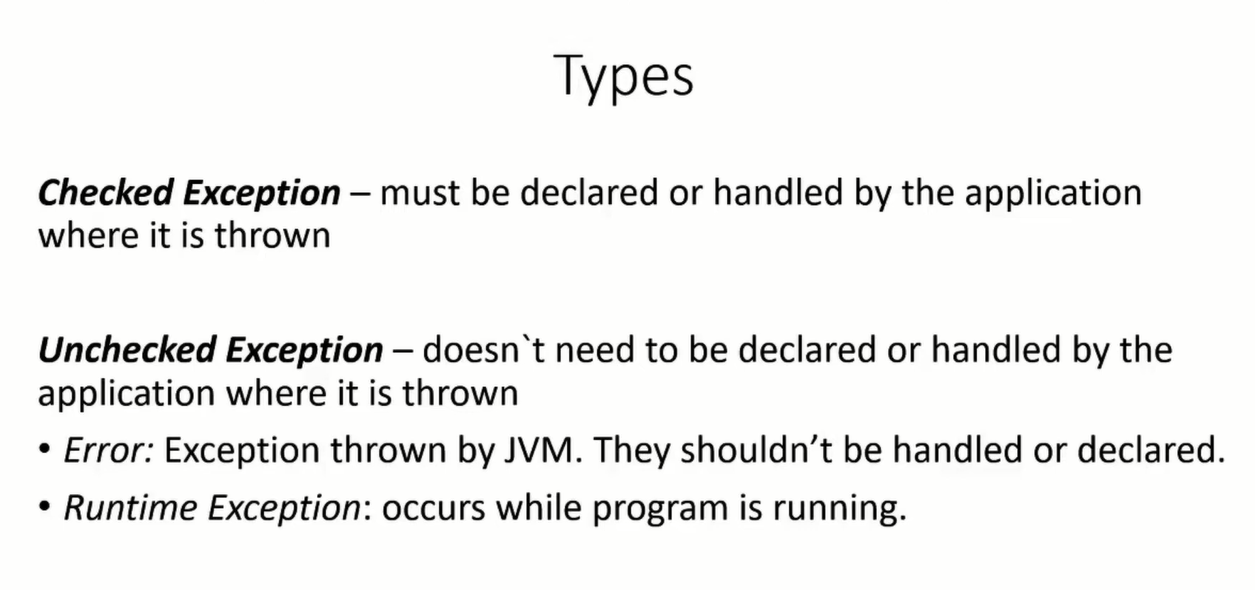 Types
Checked Exception – must be declared or handled by the application
where it is thrown
Unchecked Exception – doesn`t need to be declared or handled by the
application where it is thrown
• Error: Exception thrown by JVM. They shouldn’t be handled or declared.
• Runtime Exception: occurs while program is running.